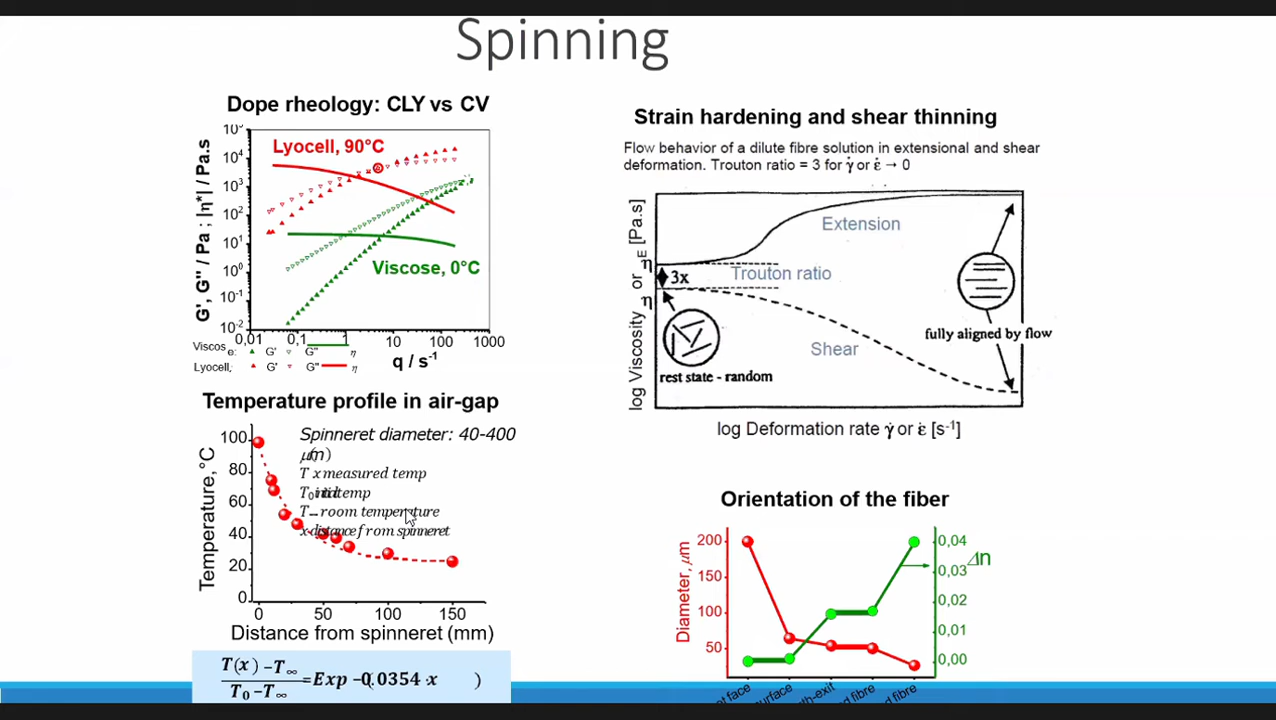 Spinning
Dope rheology: CLY vs CV
Lyocell, 90°C
Viscose, 0°C
G', G'' / Pa ; |η*| / Pa.s
10⁵
10⁴
10³
10²
10¹
10⁰
10⁻¹
10⁻²
0,01 0,1 1 10 100 1000
q / s⁻¹
Viscose: G' G'' η
Lyocell, G' G'' η
Strain hardening and shear thinning
Flow behavior of a dilute fibre solution in extensional and shear
deformation. Trouton ratio = 3 for γ̇ or ε̇ → 0
log Viscosity η or ηE [Pa.s]
Extension
3x
Trouton ratio
Shear
rest state - random
fully aligned by flow
log Deformation rate γ̇ or ε̇ [s⁻¹]
Temperature profile in air-gap
Spinneret diameter: 40-400
μm)
T x measured temp
T₀ initial temp
T room temperature
x distance from spinneret
Temperature,°C
100
80
60
40
20
0
0 50 100 150
Distance from spinneret (mm)
T(x) –T∞
T₀ –T∞
=Exp –(0.0354·x )
Orientation of the fiber
Diameter, μm
200
150
100
50
0,04
0,03
0,02
0,01
0,00
Δn
fibre
fibre